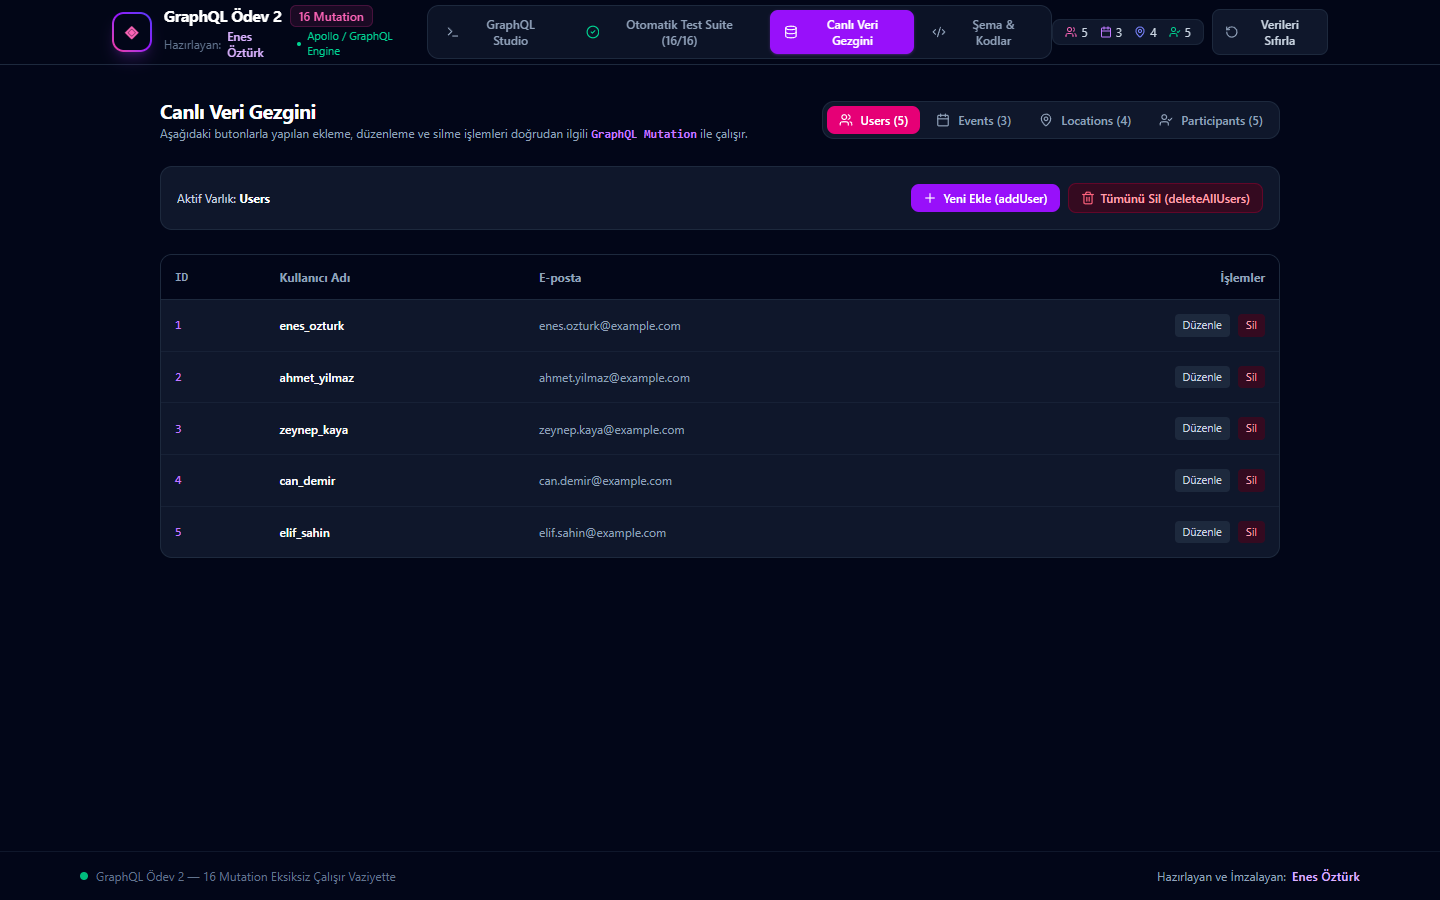 GraphQL Ödev 2
16 Mutation
Hazırlayan:
Enes
Öztürk
Apollo / GraphQL
Engine
GraphQL
Studio
Otomatik Test Suite
(16/16)
Canlı Veri
Gezgini
Şema &
Kodlar
5 3 4 5
Verileri
Sıfırla
Canlı Veri Gezgini
Aşağıdaki butonlarla yapılan ekleme, düzenleme ve silme işlemleri doğrudan ilgili GraphQL Mutation ile çalışır.
Users (5) Events (3) Locations (4) Participants (5)
Aktif Varlık: Users
Yeni Ekle (addUser)
Tümünü Sil (deleteAllUsers)
ID Kullanıcı Adı E-posta İşlemler
1 enes_ozturk enes.ozturk@example.com Düzenle Sil
2 ahmet_yilmaz ahmet.yilmaz@example.com Düzenle Sil
3 zeynep_kaya zeynep.kaya@example.com Düzenle Sil
4 can_demir can.demir@example.com Düzenle Sil
5 elif_sahin elif.sahin@example.com Düzenle Sil
GraphQL Ödev 2 — 16 Mutation Eksiksiz Çalışır Vaziyette
Hazırlayan ve İmzalayan: Enes Öztürk